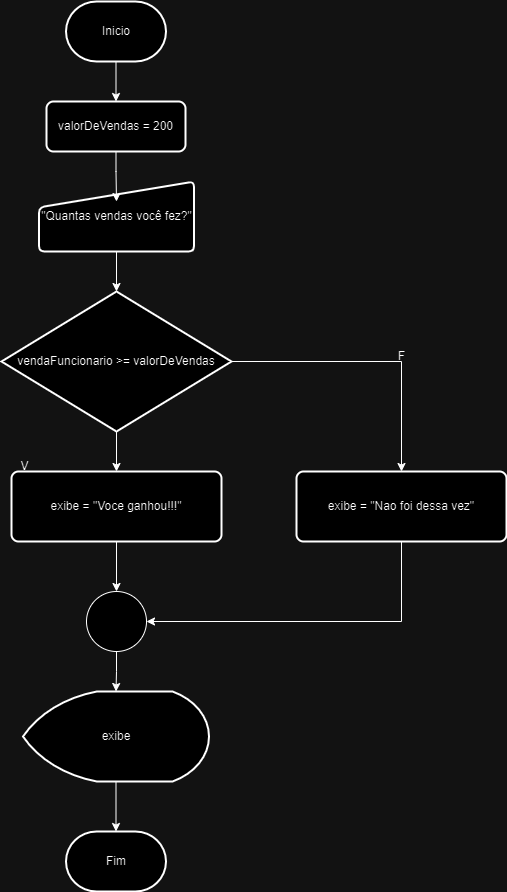 Inicio
valorDeVendas = 200
"Quantas vendas você fez?"
vendaFuncionario >= valorDeVendas
F
V
exibe = "Voce ganhou!!!"
exibe = "Nao foi dessa vez"
exibe
Fim